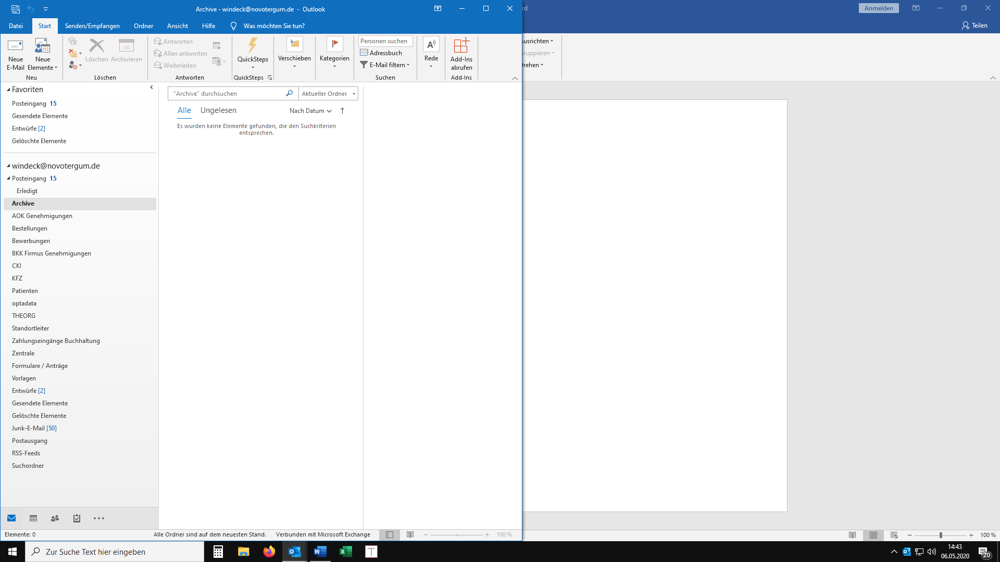 Archive - windeck@novotergum.de - Outlook
rd
Anmelden
Datei
Start
Senden/Empfangen
Ordner
Ansicht
Hilfe
Was möchten Sie tun?
Teilen
Neue E-Mail
Neue Elemente
Neu
Löschen
Archivieren
Löschen
Antworten
Allen antworten
Weiterleiten
Antworten
QuickSteps
QuickSteps
Verschieben
Kategorien
Personen suchen
Adressbuch
E-Mail filtern
Suchen
A
Rede
Add-Ins abrufen
Add-Ins
usrichten
ruppieren
rehen
Favoriten
Posteingang 15
Gesendete Elemente
Entwürfe [2]
Gelöschte Elemente
windeck@novotergum.de
Posteingang 15
Erledigt
Archive
AOK Genehmigungen
Bestellungen
Bewerbungen
BKK Firmus Genehmigungen
CKI
KFZ
Patienten
optadata
THEORG
Standortleiter
Zahlungseingänge Buchhaltung
Zentrale
Formulare / Anträge
Vorlagen
Entwürfe [2]
Gesendete Elemente
Gelöschte Elemente
Junk-E-Mail [50]
Postausgang
RSS-Feeds
Suchordner
"Archive" durchsuchen
Aktueller Ordner
Alle
Ungelesen
Nach Datum
Es wurden keine Elemente gefunden, die den Suchkriterien
entsprechen.
Elemente: 0
Alle Ordner sind auf dem neuesten Stand.
Verbunden mit Microsoft Exchange
100 %
100 %
Zur Suche Text hier eingeben
T
14:43
06.05.2020
20